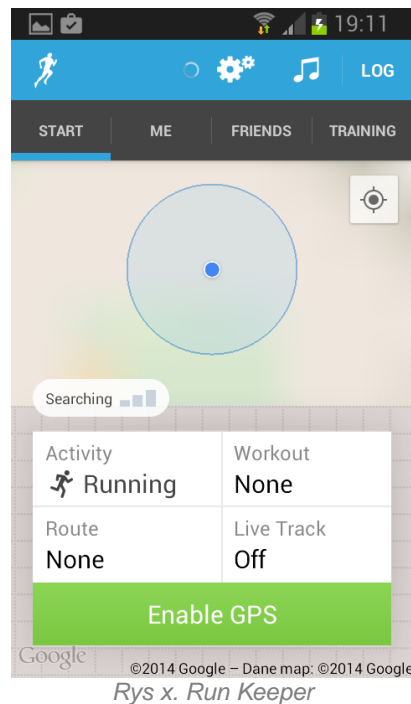 19:11
LOG
START ME FRIENDS TRAINING
Searching
Activity Workout
Running None
Route Live Track
None Off
Enable GPS
Google
©2014 Google – Dane map: ©2014 Google
Rys x. Run Keeper